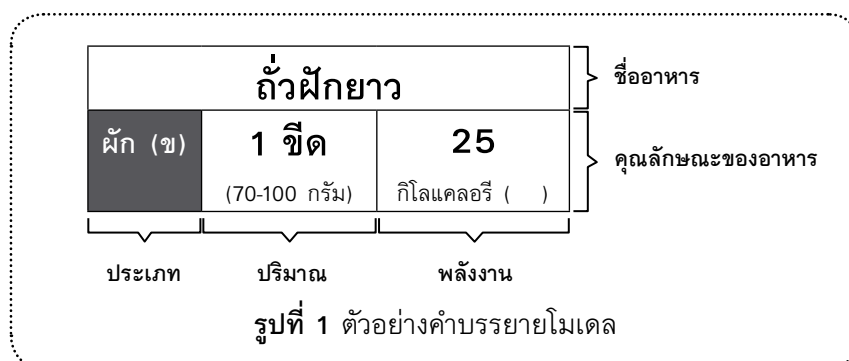 ถั่วฝักยาว
ชื่ออาหาร
ผัก (ข)
1 ขีด
25
(70-100 กรัม)
กิโลแคลอรี ( )
คุณลักษณะของอาหาร
ประเภท
ปริมาณ
พลังงาน
รูปที่ 1 ตัวอย่างคำบรรยายโมเดล